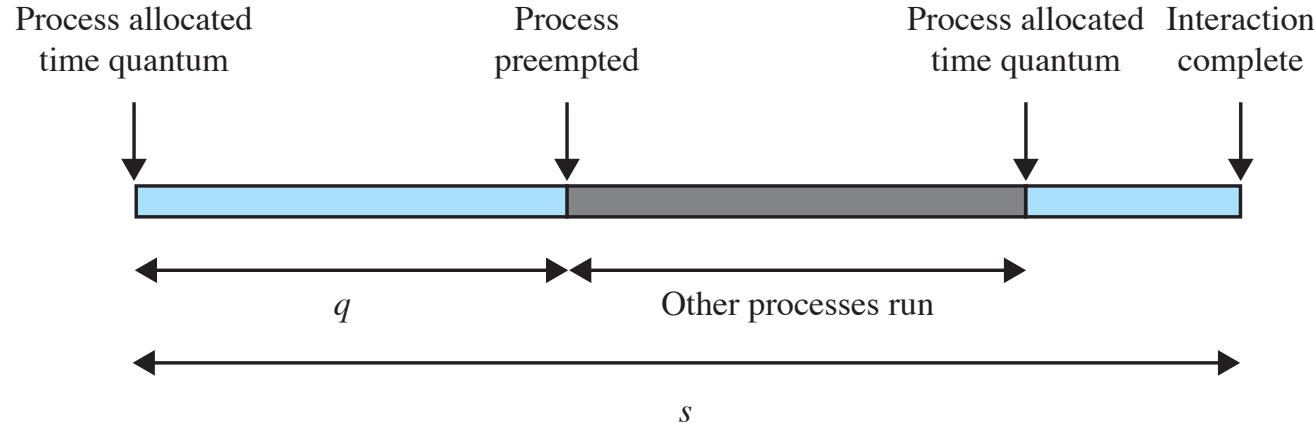 Process allocated
time quantum
Process
preempted
Process allocated
time quantum
Interaction
complete
q
Other processes run
s